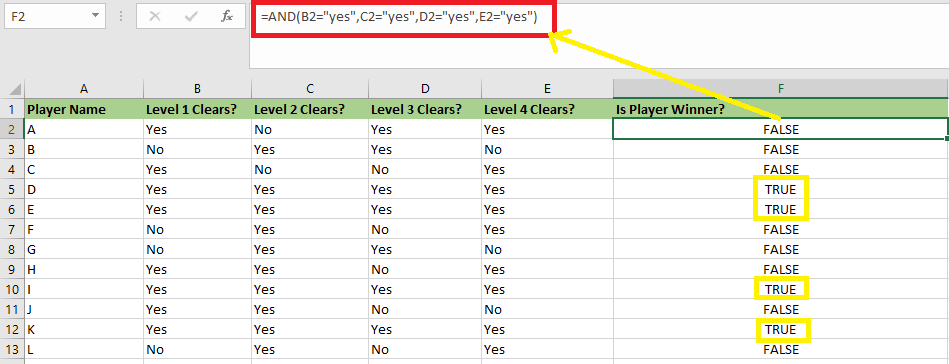 F2 fx =AND(B2="yes",C2="yes",D2="yes",E2="yes")
A B C D E F
1 Player Name Level 1 Clears? Level 2 Clears? Level 3 Clears? Level 4 Clears? Is Player Winner?
2 A Yes No Yes Yes FALSE
3 B No Yes Yes No FALSE
4 C Yes No No Yes FALSE
5 D Yes Yes Yes Yes TRUE
6 E Yes Yes Yes Yes TRUE
7 F No Yes No Yes FALSE
8 G No Yes Yes No FALSE
9 H Yes Yes No Yes FALSE
10 I Yes Yes Yes Yes TRUE
11 J Yes Yes No No FALSE
12 K Yes Yes Yes Yes TRUE
13 L No Yes No Yes FALSE